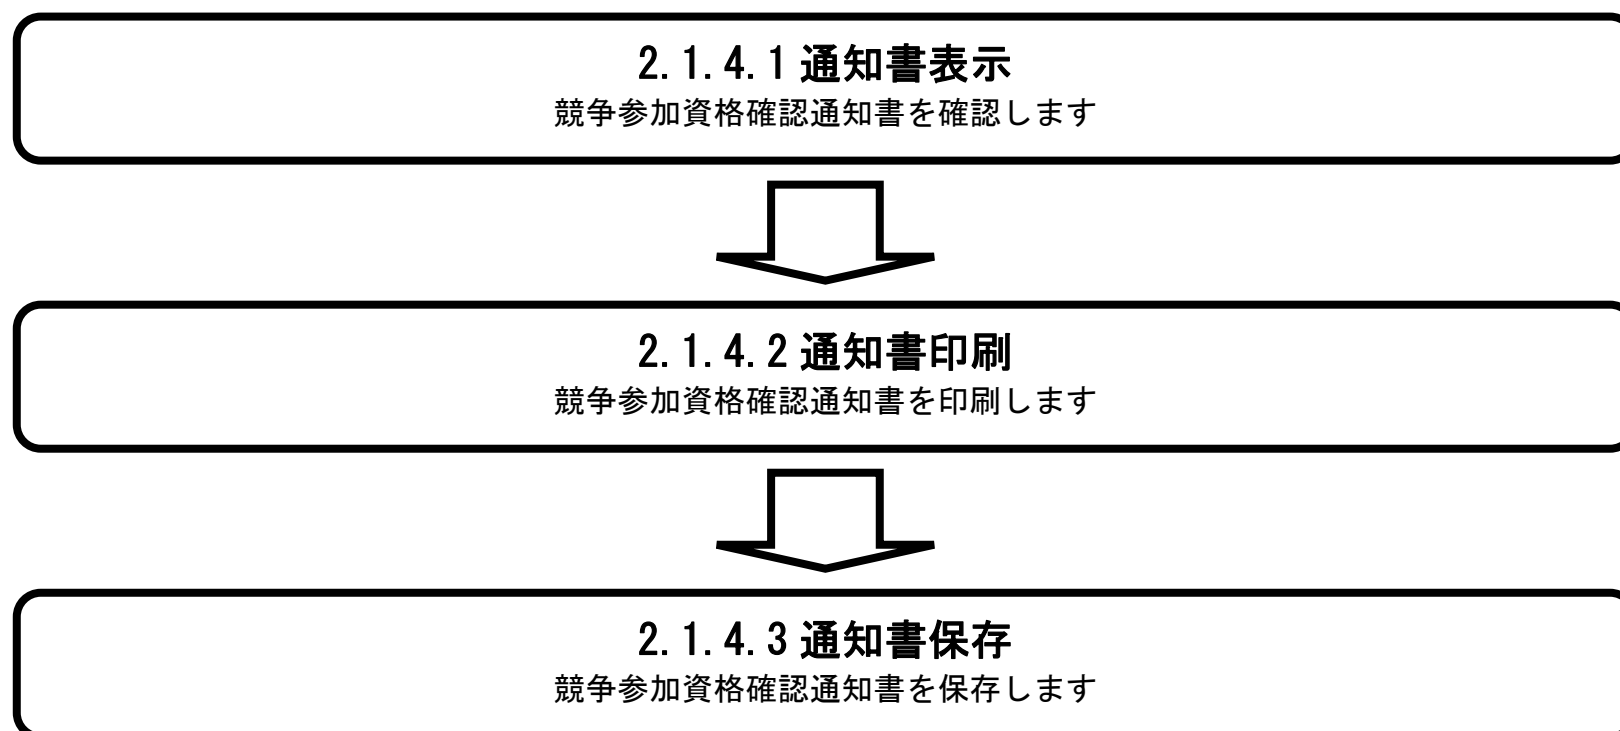 2.1.4.1 通知書表示
競争参加資格確認通知書を確認します
2.1.4.2 通知書印刷
競争参加資格確認通知書を印刷します
2.1.4.3 通知書保存
競争参加資格確認通知書を保存します